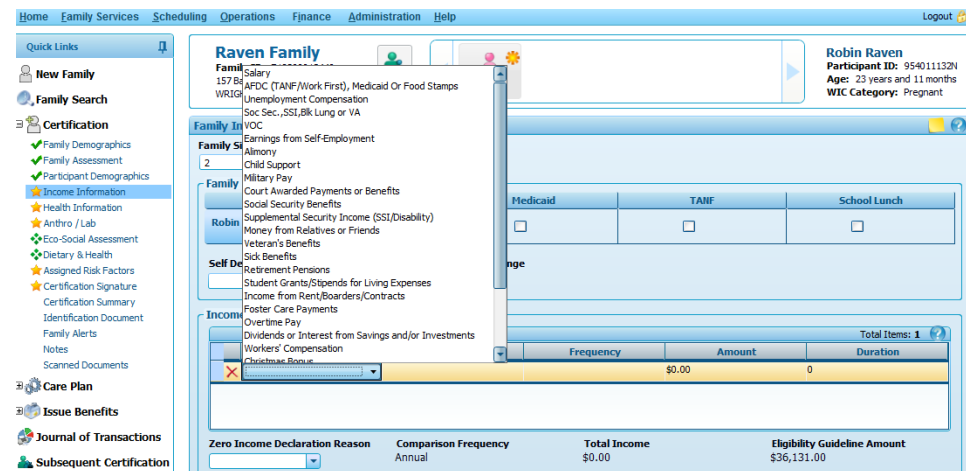 Home Family Services Scheduling Operations Finance Administration Help Logout
Quick Links
New Family
Family Search
Certification
Family Demographics
Family Assessment
Participant Demographics
Income Information
Health Information
Anthro / Lab
Eco-Social Assessment
Dietary & Health
Assigned Risk Factors
Certification Signature
Certification Summary
Identification Document
Family Alerts
Notes
Scanned Documents
Care Plan
Issue Benefits
Journal of Transactions
Subsequent Certification
Raven Family
157 Ba
WRIGH
Robin Raven
Participant ID: 954011132N
Age: 23 years and 11 months
WIC Category: Pregnant
Family In
Family Si
2
Family
Medicaid TANF School Lunch
Robin
Self De
nge
Salary
AFDC (TANF/Work First), Medicaid Or Food Stamps
Unemployment Compensation
Soc Sec.,SSI,Blk Lung or VA
VOC
Earnings from Self-Employment
Alimony
Child Support
Military Pay
Court Awarded Payments or Benefits
Social Security Benefits
Supplemental Security Income (SSI/Disability)
Money from Relatives or Friends
Veteran's Benefits
Sick Benefits
Retirement Pensions
Student Grants/Stipends for Living Expenses
Income from Rent/Boarders/Contracts
Foster Care Payments
Overtime Pay
Dividends or Interest from Savings and/or Investments
Workers' Compensation
Christmas Bonus
Income
Total Items: 1
Frequency Amount Duration
$0.00 0
Zero Income Declaration Reason Comparison Frequency Total Income Eligibility Guideline Amount
Annual $0.00 $36,131.00